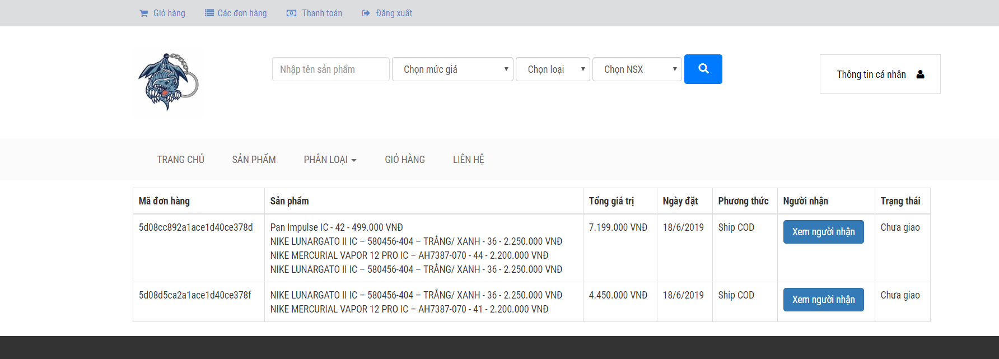 Giỏ hàng Các đơn hàng Thanh toán Đăng xuất
Nhập tên sản phẩm Chọn mức giá Chọn loại Chọn NSX
Thông tin cá nhân
TRANG CHỦ SẢN PHẨM PHÂN LOẠI GIỎ HÀNG LIÊN HỆ
Mã đơn hàng Sản phẩm Tổng giá trị Ngày đặt Phương thức Người nhận Trạng thái
5d08cc892a1ace1d40ce378d Pan Impulse IC - 42 - 499.000 VNĐ 7.199.000 VNĐ 18/6/2019 Ship COD Xem người nhận Chưa giao
NIKE LUNARGATO II IC – 580456-404 – TRẮNG/ XANH - 36 - 2.250.000 VNĐ
NIKE MERCURIAL VAPOR 12 PRO IC – AH7387-070 - 44 - 2.200.000 VNĐ
NIKE LUNARGATO II IC – 580456-404 – TRẮNG/ XANH - 36 - 2.250.000 VNĐ
5d08d5ca2a1ace1d40ce378f NIKE LUNARGATO II IC – 580456-404 – TRẮNG/ XANH - 36 - 2.250.000 VNĐ 4.450.000 VNĐ 18/6/2019 Ship COD Xem người nhận Chưa giao
NIKE MERCURIAL VAPOR 12 PRO IC – AH7387-070 - 41 - 2.200.000 VNĐ